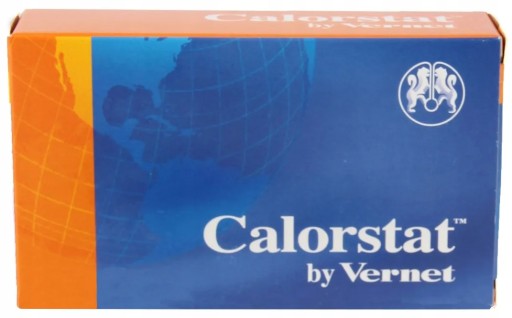 Calorstat
by Vernet
Calorstat™
by Vernet